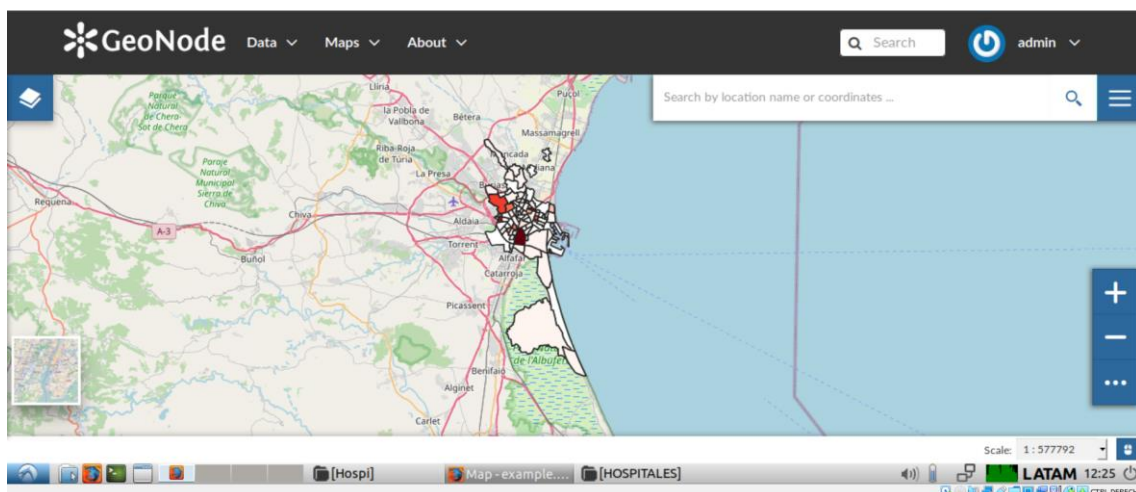 GeoNode Data Maps About Search admin
Search by location name or coordinates ...
Parque
Natural
de Chera-
Sot de Chera
Llíria
la Pobla de
Vallbona
Bétera
Puçol
Massamagrell
Riba-Roja
de Túria
La Presa
Paraje
Natural
Municipal
Sierra de
Chiva
Requena
A-3
Chiva
Buñol
Aldaia
Torrent
Alfafar
Catarroja
Picassent
de l'Albufera
Benifaió
Alginet
Carlet
Scale: 1 : 577792
[Hospi] Map - example.... [HOSPITALES] LATAM 12:25
CTRL DERECHO